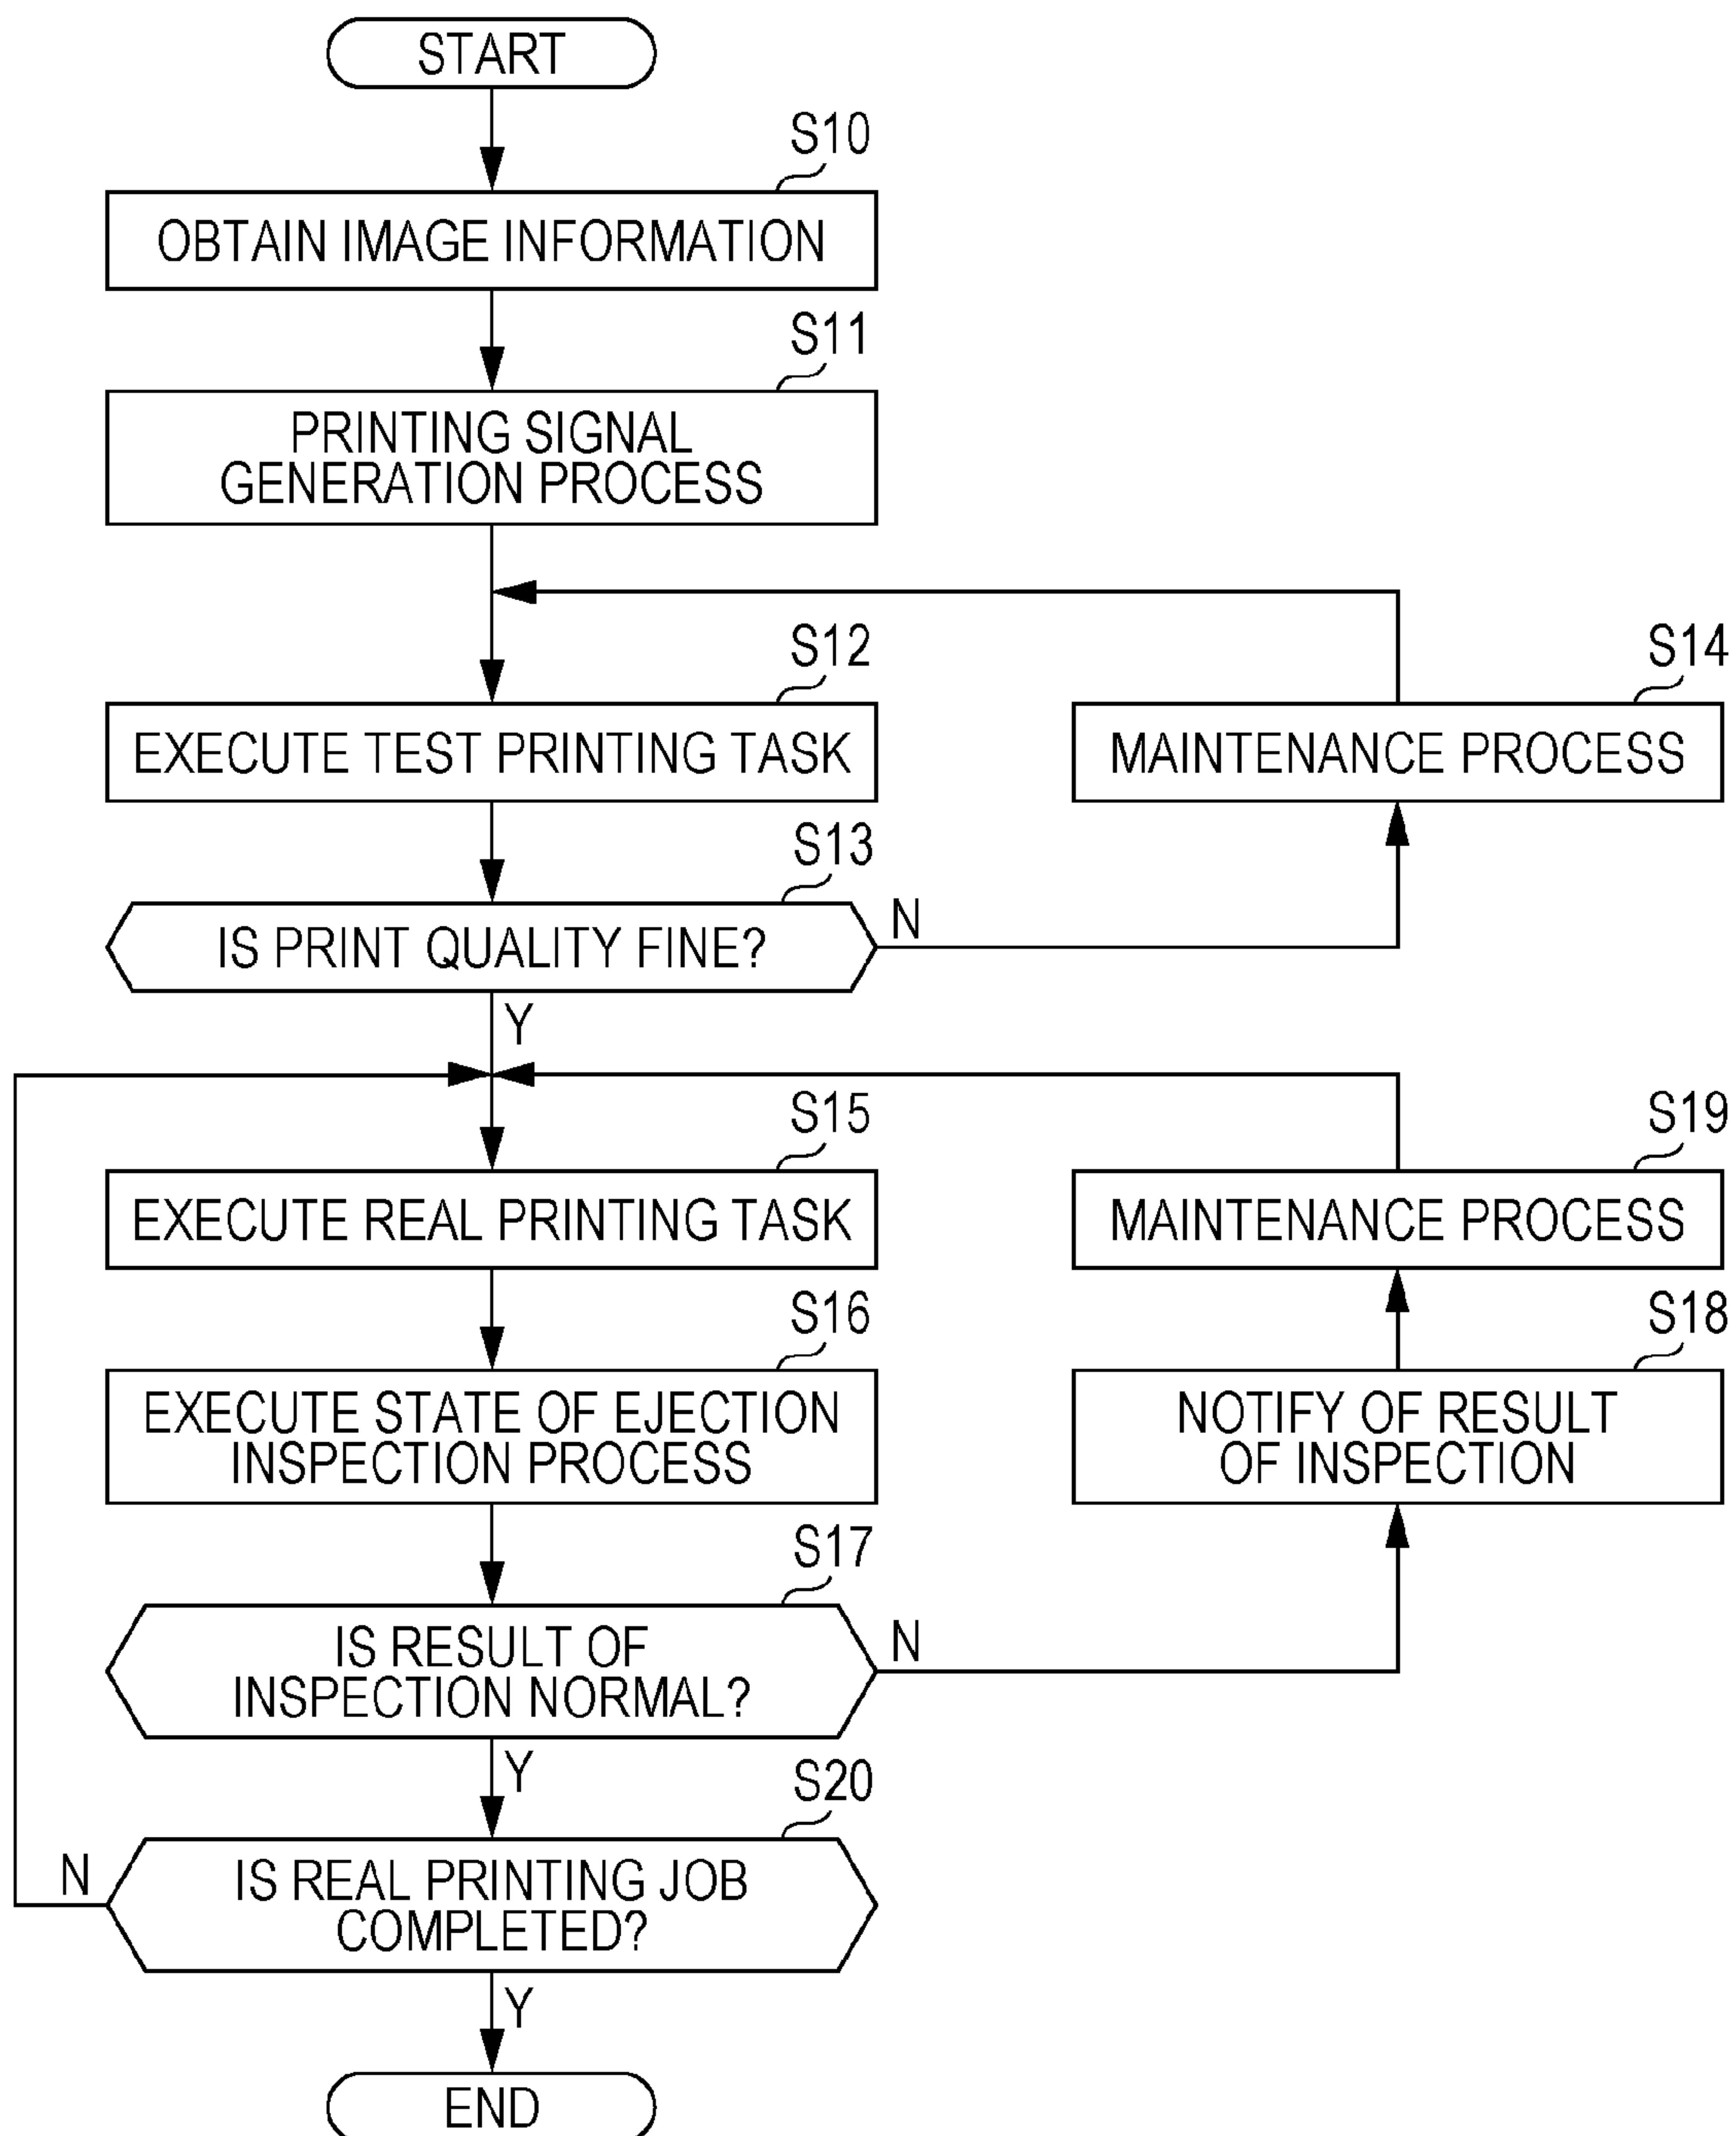 START
S10
OBTAIN IMAGE INFORMATION
S11
PRINTING SIGNAL
GENERATION PROCESS
S12
EXECUTE TEST PRINTING TASK
S14
MAINTENANCE PROCESS
S13
IS PRINT QUALITY FINE?
N
Y
S15
EXECUTE REAL PRINTING TASK
S19
MAINTENANCE PROCESS
S16
EXECUTE STATE OF EJECTION
INSPECTION PROCESS
S18
NOTIFY OF RESULT
OF INSPECTION
S17
IS RESULT OF
INSPECTION NORMAL?
N
Y
S20
IS REAL PRINTING JOB
COMPLETED?
N
Y
END